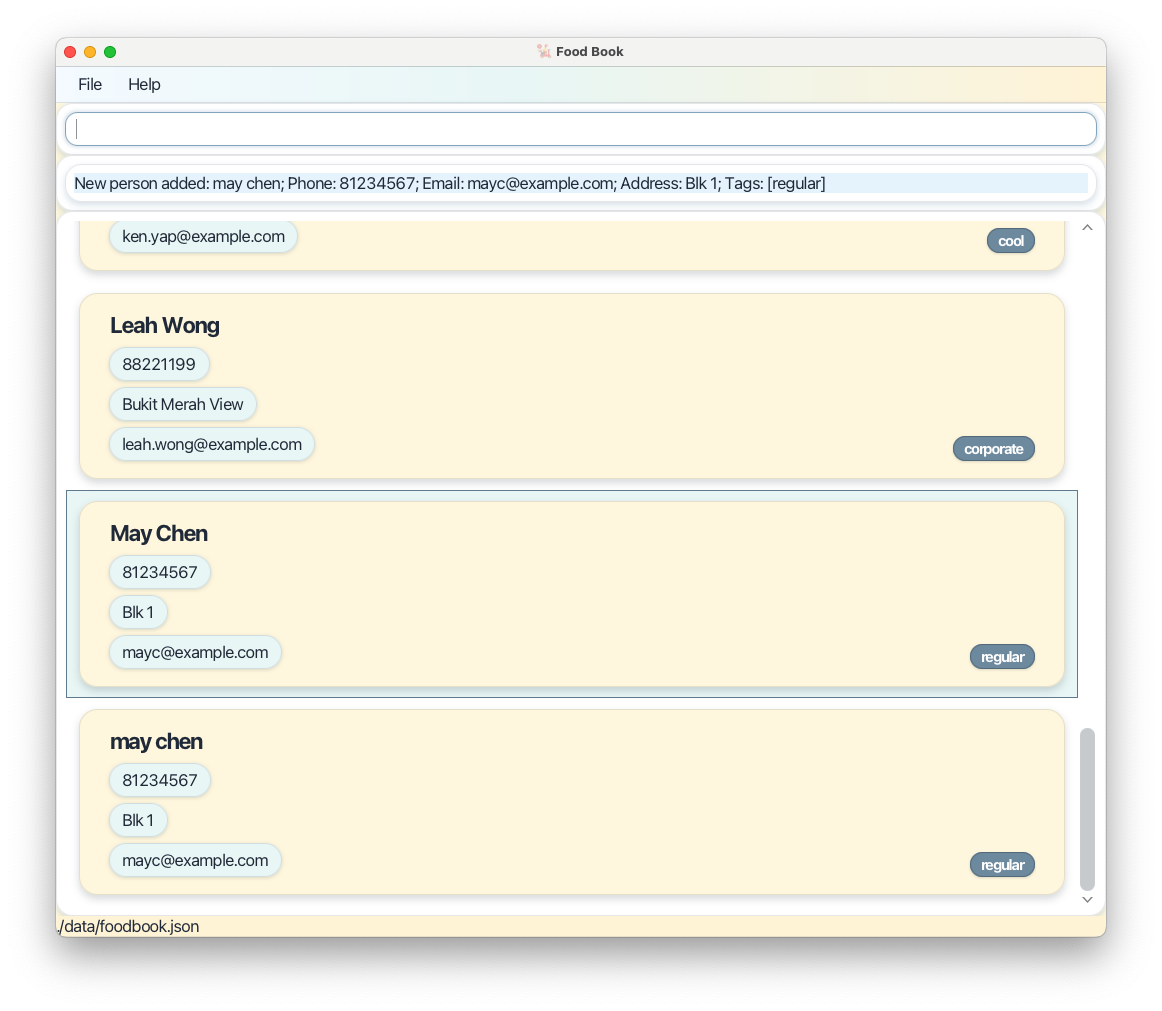 Food Book
File Help
New person added: may chen; Phone: 81234567; Email: mayc@example.com; Address: Blk 1; Tags: [regular]
ken.yap@example.com
cool
Leah Wong
88221199
Bukit Merah View
leah.wong@example.com
corporate
May Chen
81234567
Blk 1
mayc@example.com
regular
may chen
81234567
Blk 1
mayc@example.com
regular
./data/foodbook.json